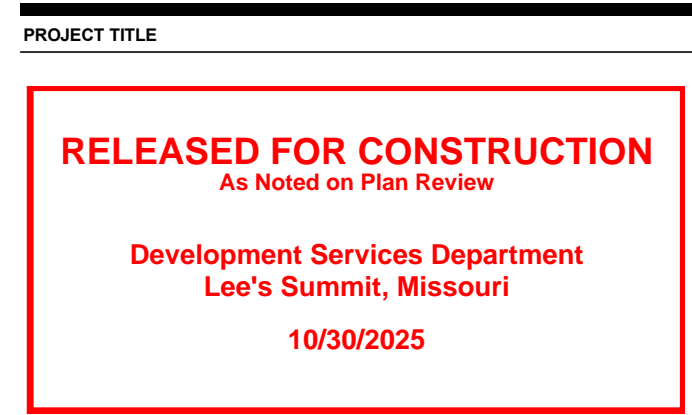 PROJECT TITLE
RELEASED FOR CONSTRUCTION
As Noted on Plan Review
Development Services Department
Lee's Summit, Missouri
10/30/2025